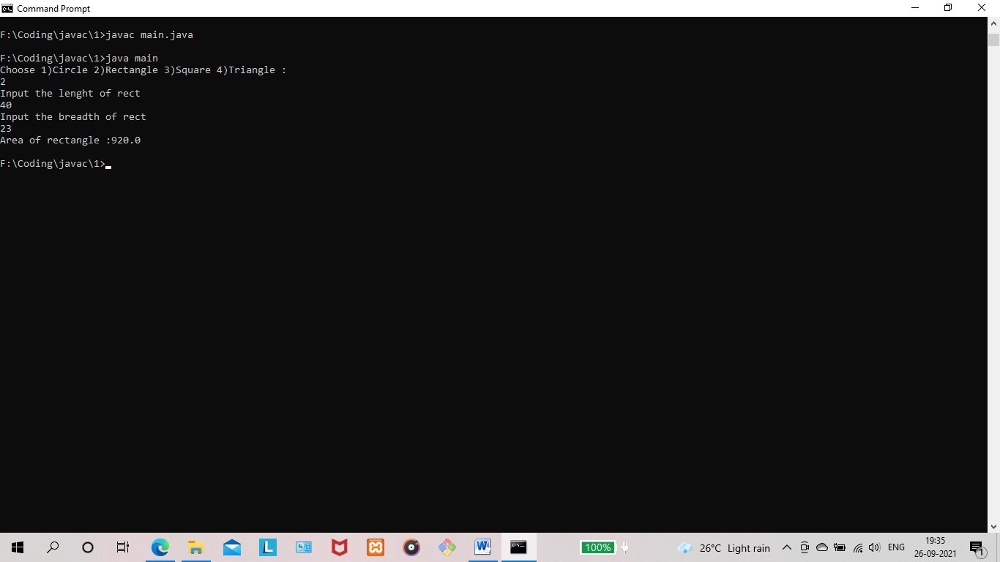 Command Prompt
F:\Coding\javac\1>javac main.java
F:\Coding\javac\1>java main
Choose 1)Circle 2)Rectangle 3)Square 4)Triangle :
2
Input the lenght of rect
40
Input the breadth of rect
23
Area of rectangle :920.0
F:\Coding\javac\1>
100%
26°C Light rain
ENG
19:35
26-09-2021
1